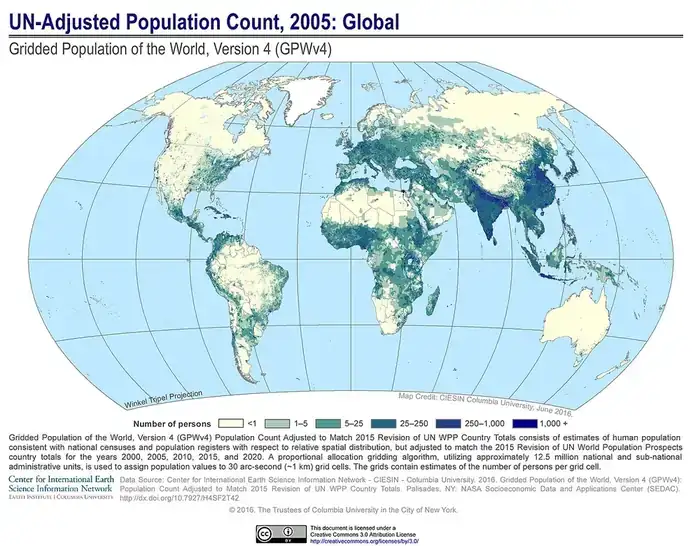 UN-Adjusted Population Count, 2005: Global
Gridded Population of the World, Version 4 (GPWv4)
Winkel Tripel Projection
Map Credit: CIESIN Columbia University, June 2016.
Number of persons <1 1–5 5–25 25–250 250–1,000 1,000 +
Gridded Population of the World, Version 4 (GPWv4) Population Count Adjusted to Match 2015 Revision of UN WPP Country Totals consists of estimates of human population
consistent with national censuses and population registers with respect to relative spatial distribution, but adjusted to match the 2015 Revision of UN World Population Prospects
country totals for the years 2000, 2005, 2010, 2015, and 2020. A proportional allocation gridding algorithm, utilizing approximately 12.5 million national and sub-national
administrative units, is used to assign population values to 30 arc-second (~1 km) grid cells. The grids contain estimates of the number of persons per grid cell.
Center for International Earth
Science Information Network
EARTH INSTITUTE | COLUMBIA UNIVERSITY
Data Source: Center for International Earth Science Information Network - CIESIN - Columbia University. 2016. Gridded Population of the World, Version 4 (GPWv4):
Population Count Adjusted to Match 2015 Revision of UN WPP Country Totals. Palisades, NY: NASA Socioeconomic Data and Applications Center (SEDAC).
http://dx.doi.org/10.7927/H4SF2T42.
© 2016. The Trustees of Columbia University in the City of New York.
cc BY
This document is licensed under a
Creative Commons 3.0 Attribution License
http://creativecommons.org/licenses/by/3.0/